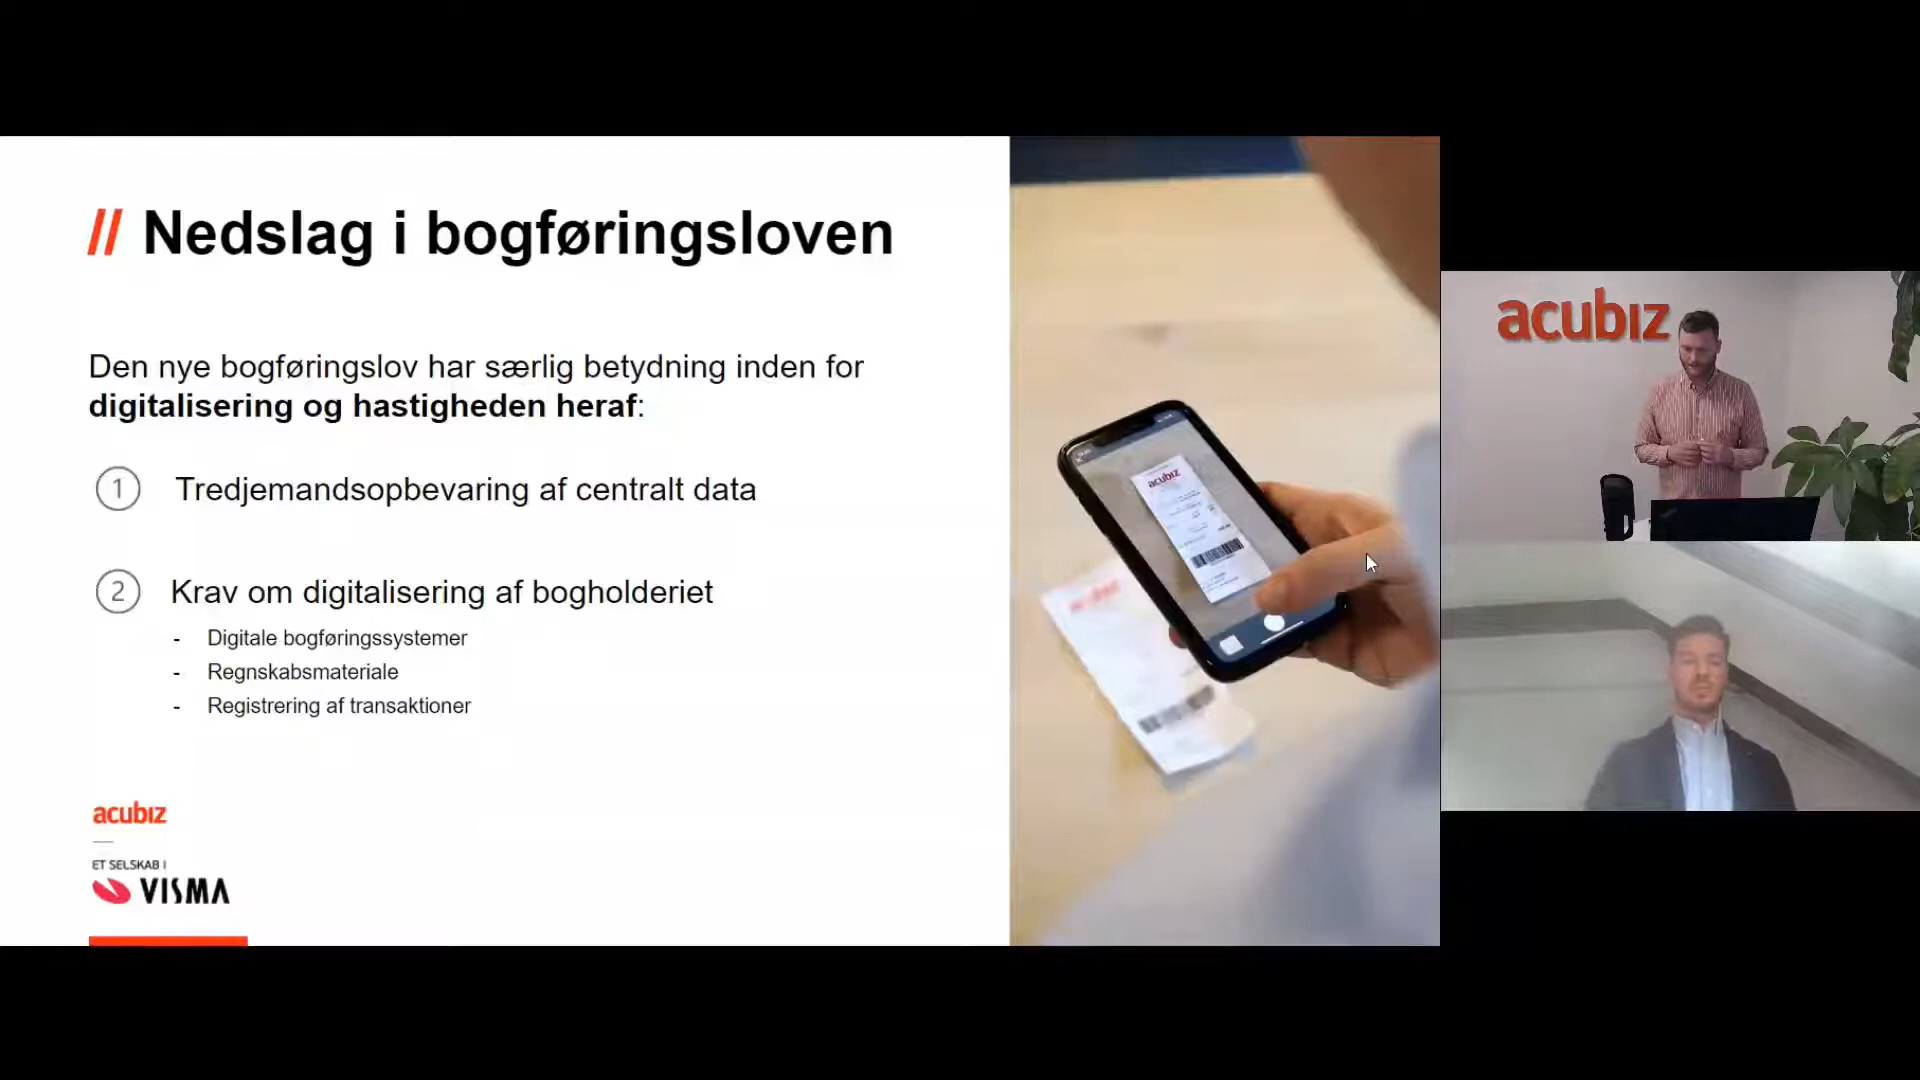 // Nedslag i bogføringsloven
Den nye bogføringslov har særlig betydning inden for
digitalisering og hastigheden heraf:
1 Tredjemandsopbevaring af centralt data
2 Krav om digitalisering af bogholderiet
- Digitale bogføringssystemer
- Regnskabsmateriale
- Registrering af transaktioner
acubiz
ET SELSKAB I
VISMA
acubiz
acubiz